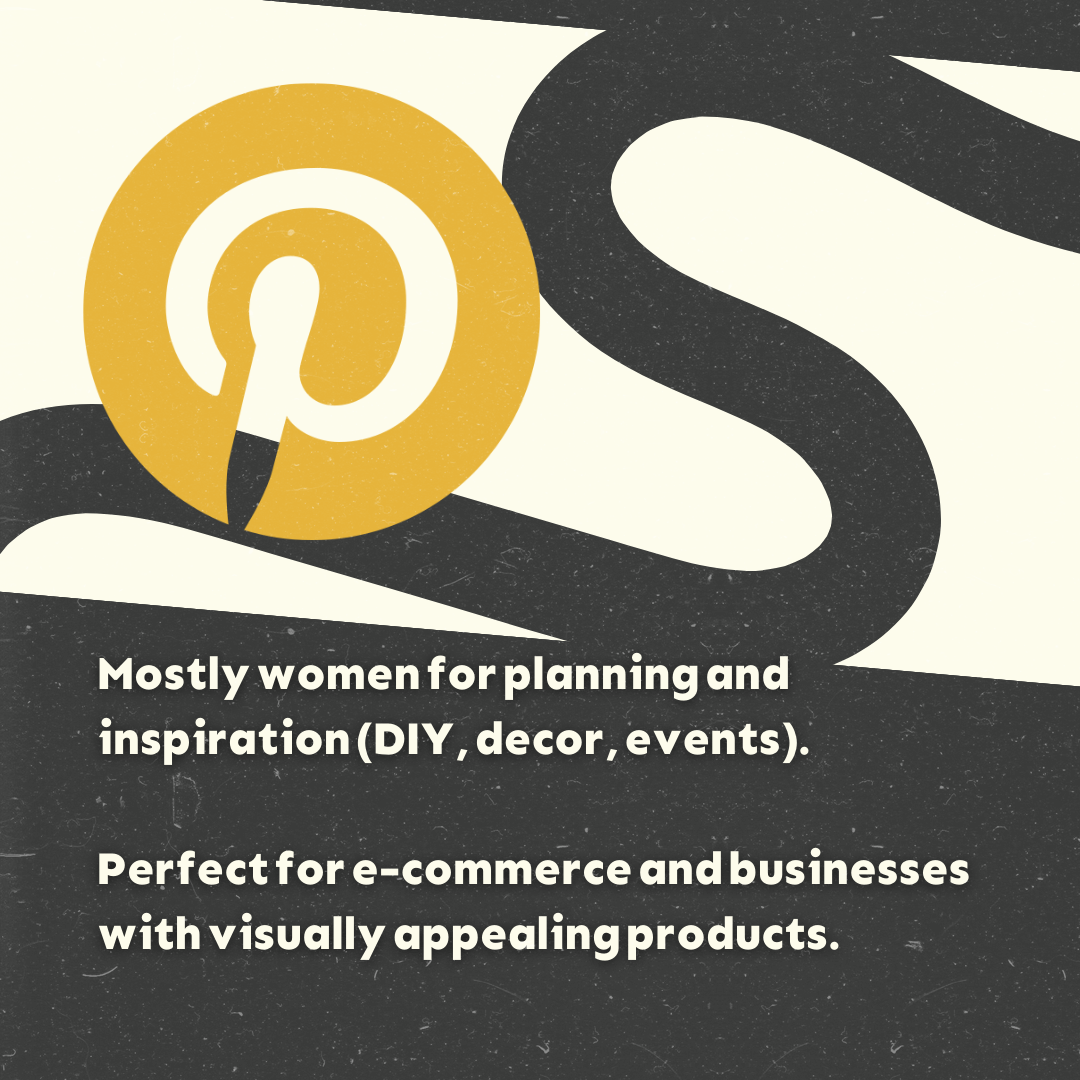 Mostly women for planning and
inspiration (DIY, decor, events).
Perfect for e-commerce and businesses
with visually appealing products.